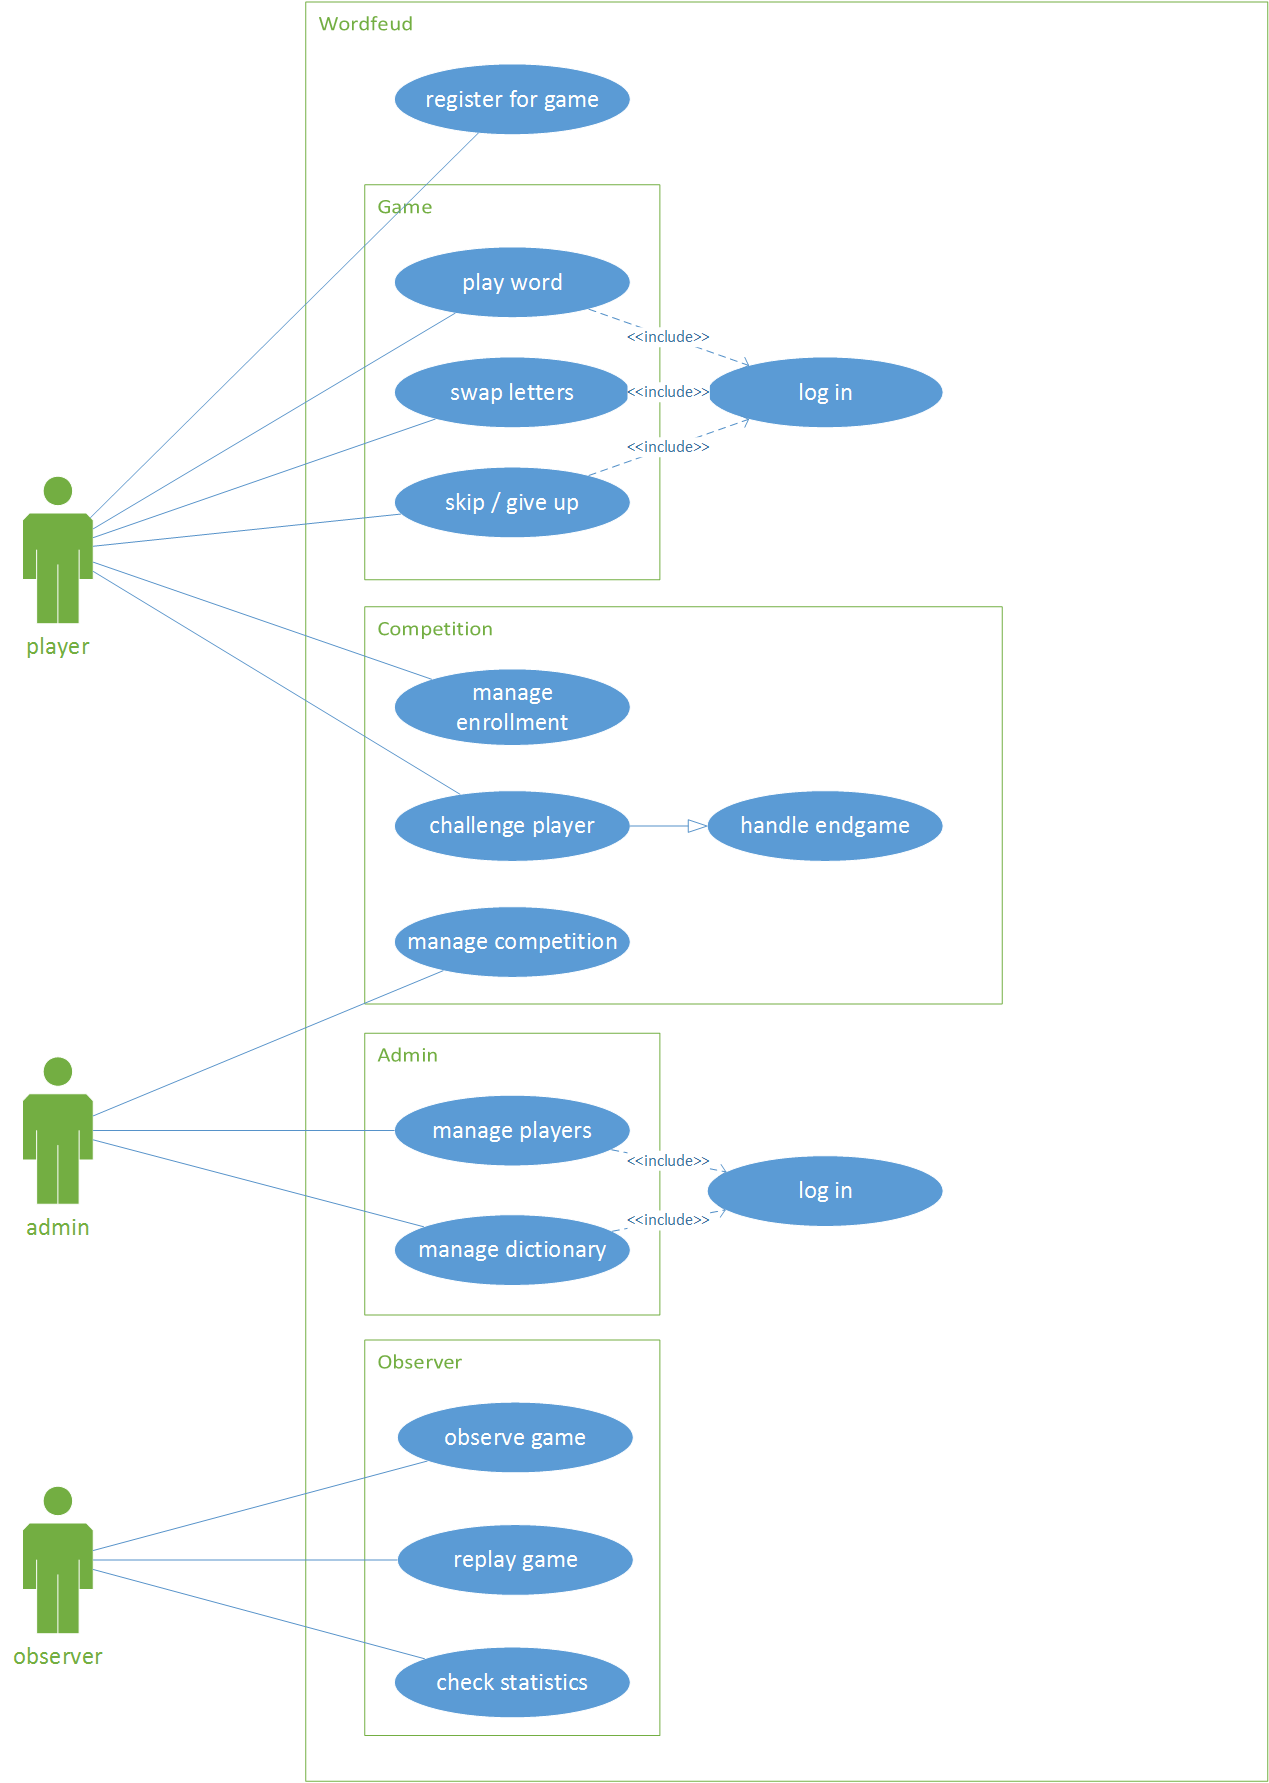 Wordfeud
register for game
Game
play word
<<include>>
swap letters
<<include>>
log in
<<include>>
skip / give up
player
Competition
manage
enrollment
challenge player
handle endgame
manage competition
Admin
manage players
<<include>>
log in
<<include>>
admin
manage dictionary
Observer
observe game
replay game
observer
check statistics